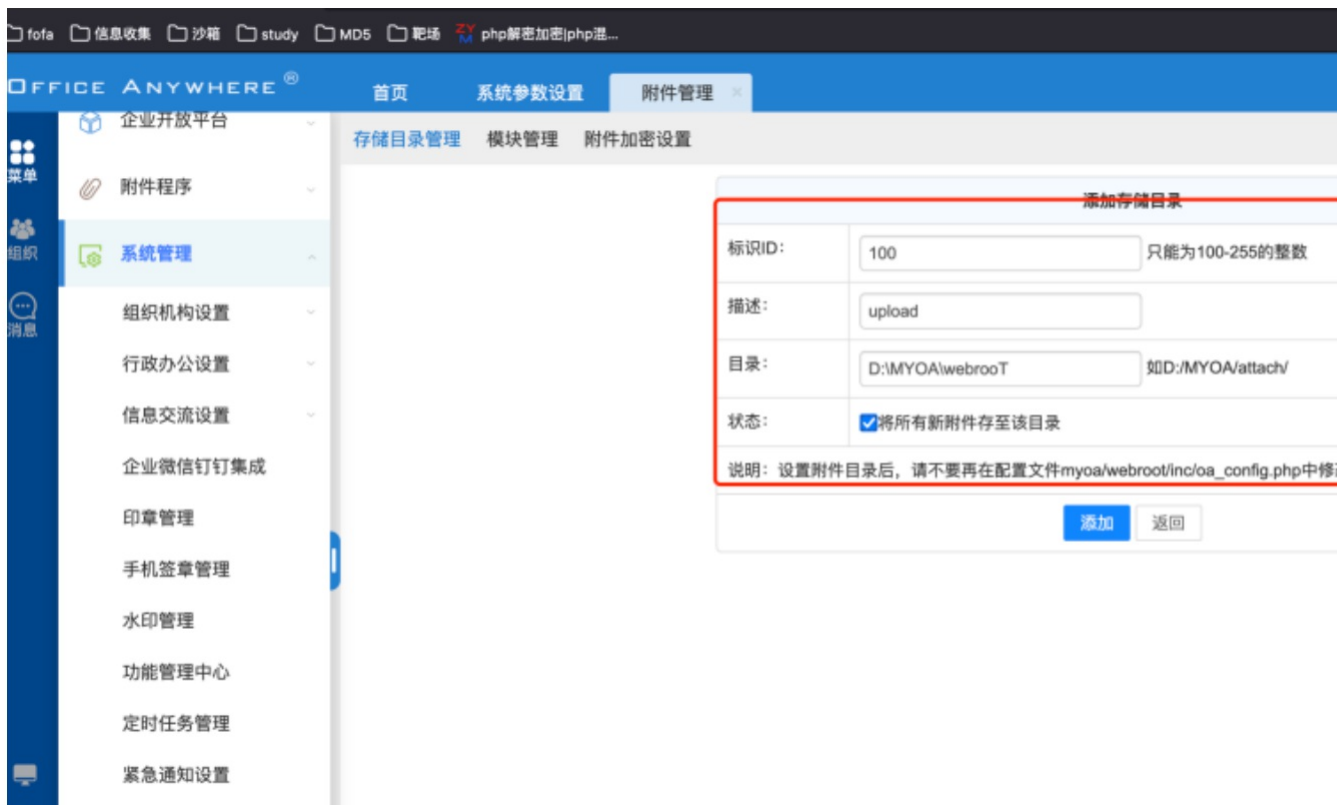 fofa 信息收集 沙箱 study MD5 靶场 ZYM php解密加密|php混...
OFFICE ANYWHERE® 首页 系统参数设置 附件管理 ×
菜单
组织
消息
企业开放平台
附件程序
系统管理
组织机构设置
行政办公设置
信息交流设置
企业微信钉钉集成
印章管理
手机签章管理
水印管理
功能管理中心
定时任务管理
紧急通知设置
存储目录管理 模块管理 附件加密设置
添加存储目录
标识ID： 100 只能为100-255的整数
描述： upload
目录： D:\MYOA\webrooT 如D:/MYOA/attach/
状态： 将所有新附件存至该目录
说明：设置附件目录后，请不要再在配置文件myoa/webroot/inc/oa_config.php中修
添加 返回